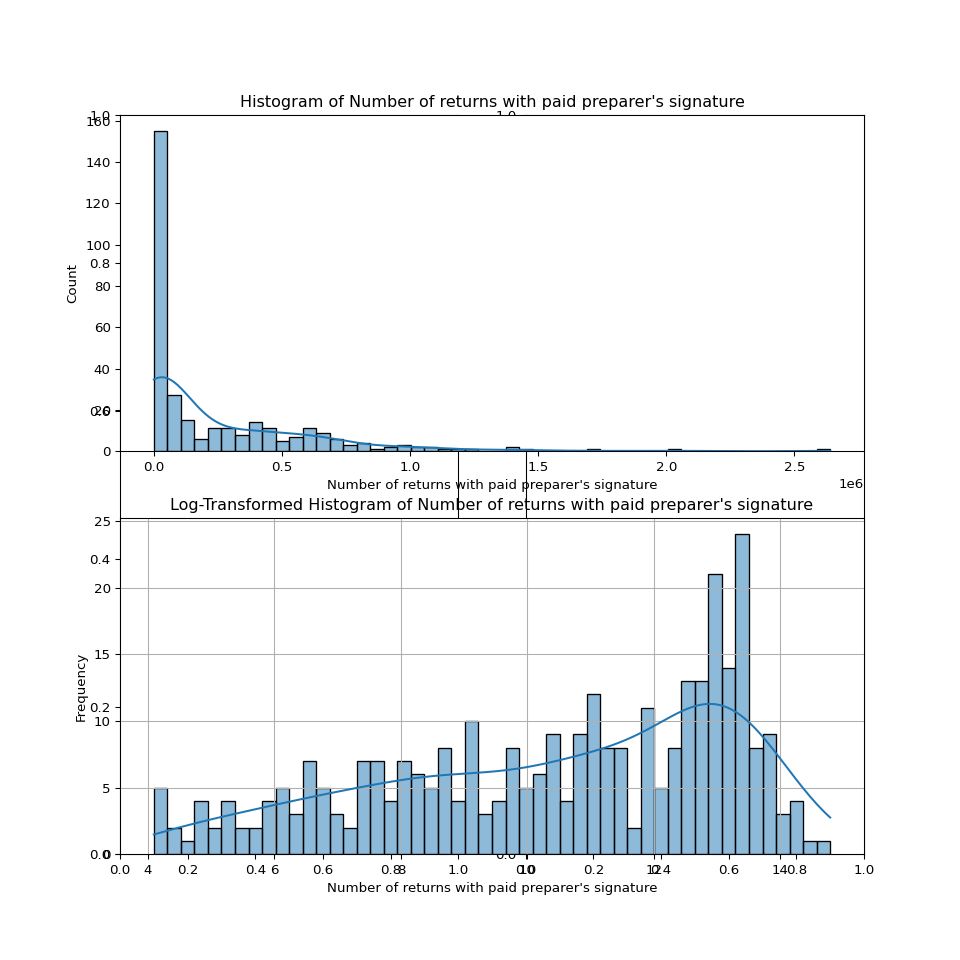 Histogram of Number of returns with paid preparer's signature
1.0
1.0
160
140
120
100
0.8
80
60
40
0.6
20
0
Count
0.0 0.5 1.0 1.5 2.0 2.5
Number of returns with paid preparer's signature
1e6
Log-Transformed Histogram of Number of returns with paid preparer's signature
25
0.4
20
15
0.2
10
5
0.0
0
0.0
Frequency
0.0 4 0.2 0.4 6 0.6 0.8 8 1.0 0.0 10 0.2 12 0.4 0.6 14 0.8 1.0
Number of returns with paid preparer's signature